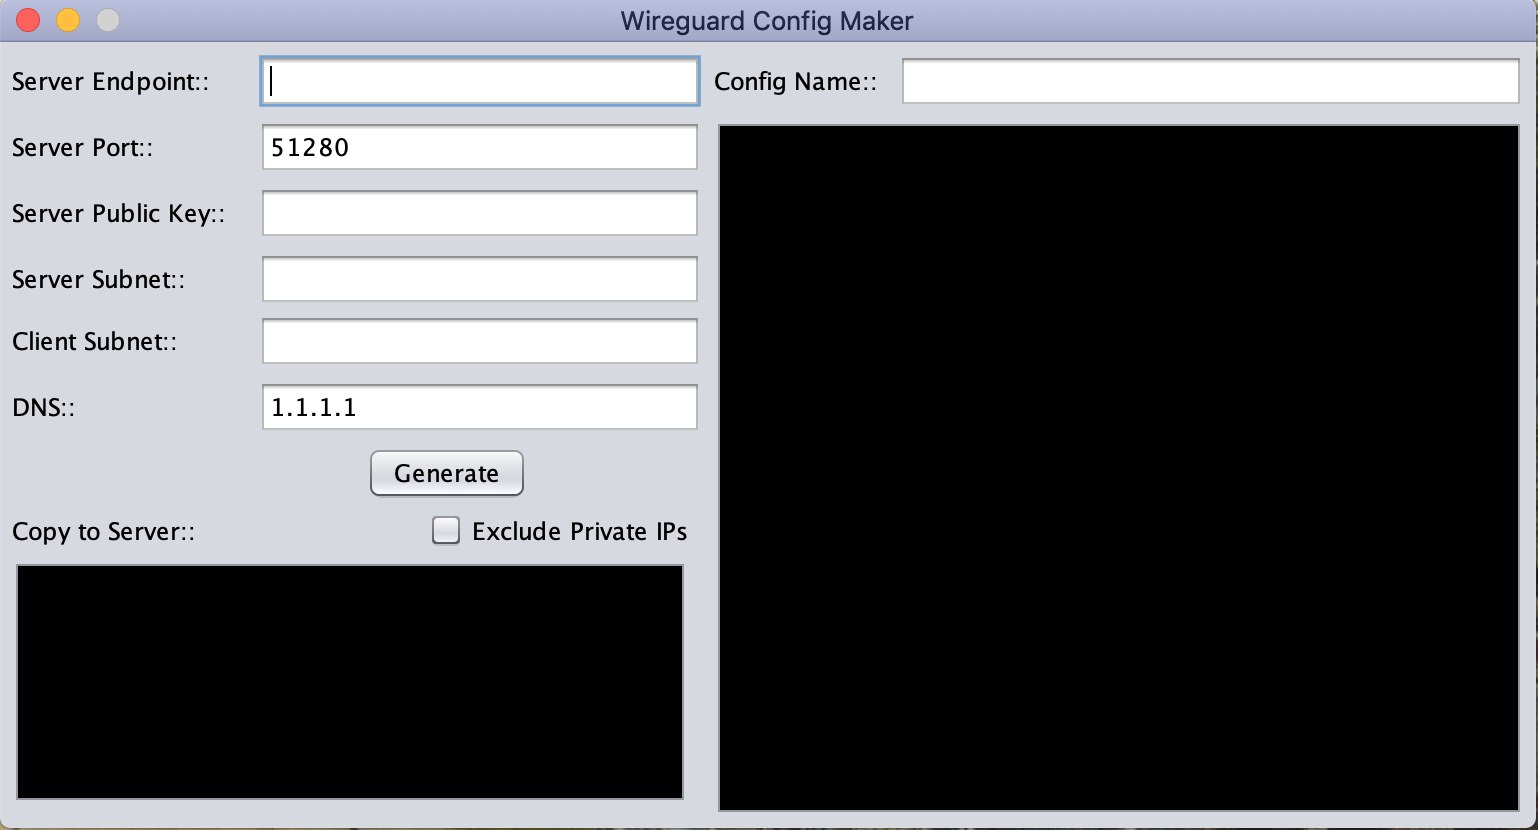 Wireguard Config Maker
Server Endpoint::
Config Name::
Server Port::
51280
Server Public Key::
Server Subnet::
Client Subnet::
DNS::
1.1.1.1
Generate
Copy to Server::
Exclude Private IPs